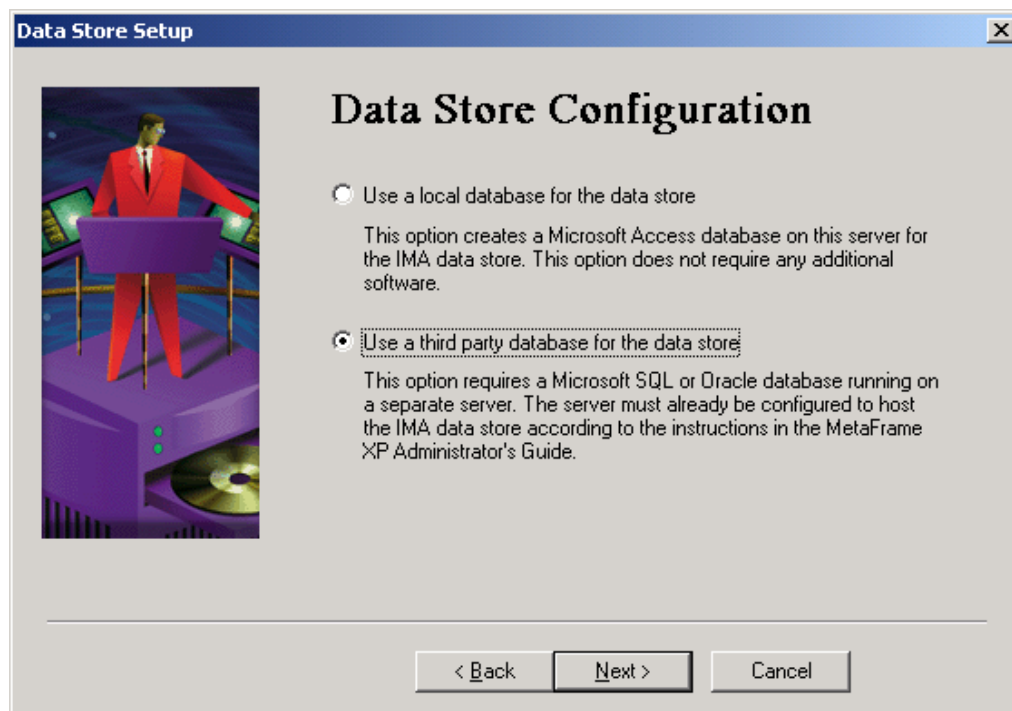 Data Store Setup
Data Store Configuration
Use a local database for the data store
This option creates a Microsoft Access database on this server for
the IMA data store. This option does not require any additional
software.
Use a third party database for the data store
This option requires a Microsoft SQL or Oracle database running on
a separate server. The server must already be configured to host
the IMA data store according to the instructions in the MetaFrame
XP Administrator's Guide.
< Back Next > Cancel